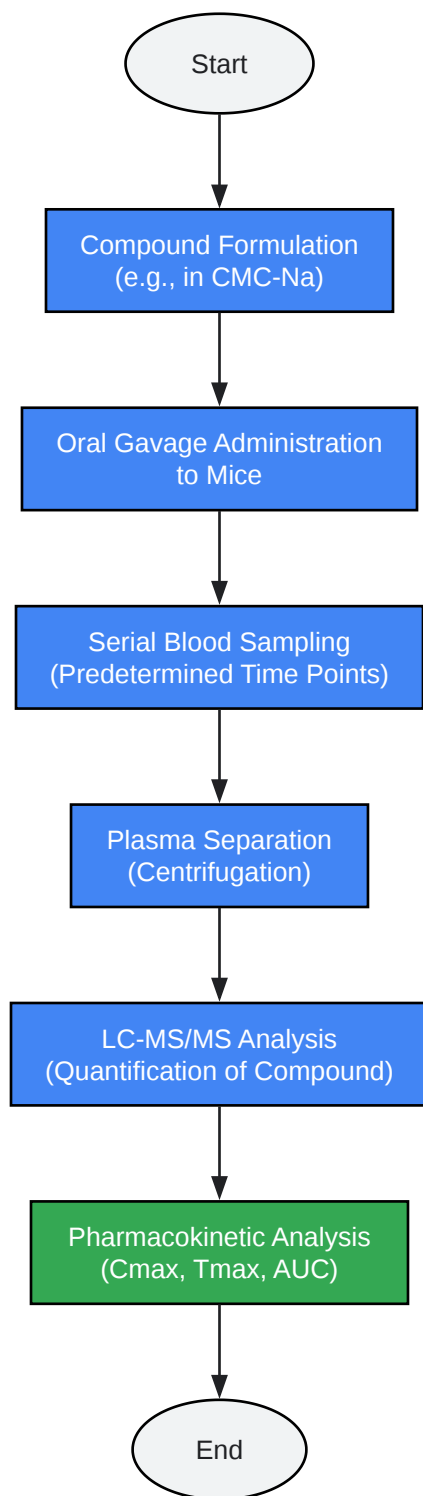 Start
Compound Formulation
(e.g., in CMC-Na)
Oral Gavage Administration
to Mice
Serial Blood Sampling
(Predetermined Time Points)
Plasma Separation
(Centrifugation)
LC-MS/MS Analysis
(Quantification of Compound)
Pharmacokinetic Analysis
(Cmax, Tmax, AUC)
End